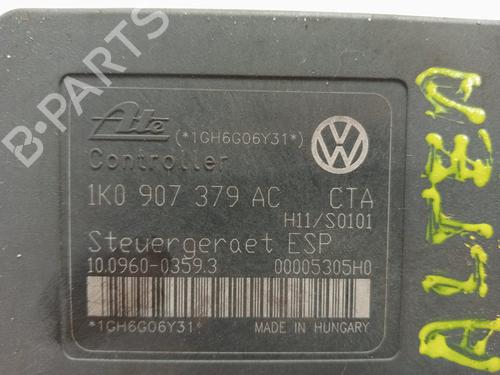 B-PARTS
Ate (*1GH6G06Y31*)
Controller
1K0 907 379 AC CTA
H11/S0101
Steuergeraet ESP
10.0960-0359.3 00005305H0
*1GH6G06Y31* MADE IN HUNGARY